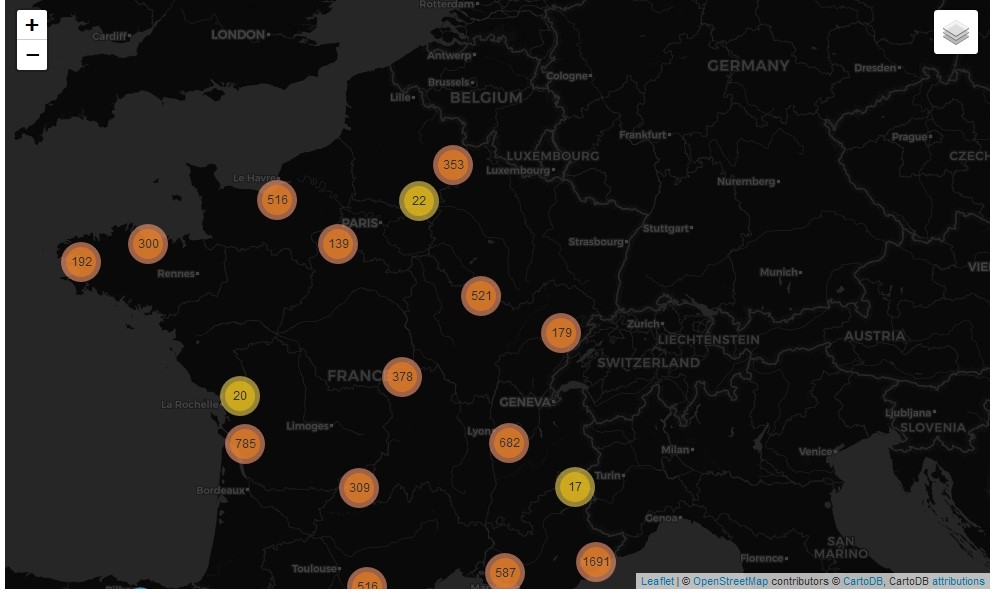 Rotterdam
+
Cardiff
LONDON
GERMANY
Antwerp
Dresden
Brussels
Cologne
Lille
BELGIUM
Frankfurt
Prague
353
LUXEMBOURG
CZECH
Luxembourg
Le Havre
Nuremberg
516
22
PARIS
Stuttgart
300
139
Strasbourg
192
Rennes
Munich
521
Zürich
179
LIECHTENSTEIN
AUSTRIA
SWITZERLAND
FRANC
378
20
La Rochelle
GENEVA
Ljubljana
Limoges
Lyon
SLOVENIA
785
682
Milan
Venice
Turin
17
309
Bordeaux
Genoa
SAN
MARINO
Florence
Toulouse
587
1691
516
Leaflet | © OpenStreetMap contributors © CartoDB, CartoDB attributions